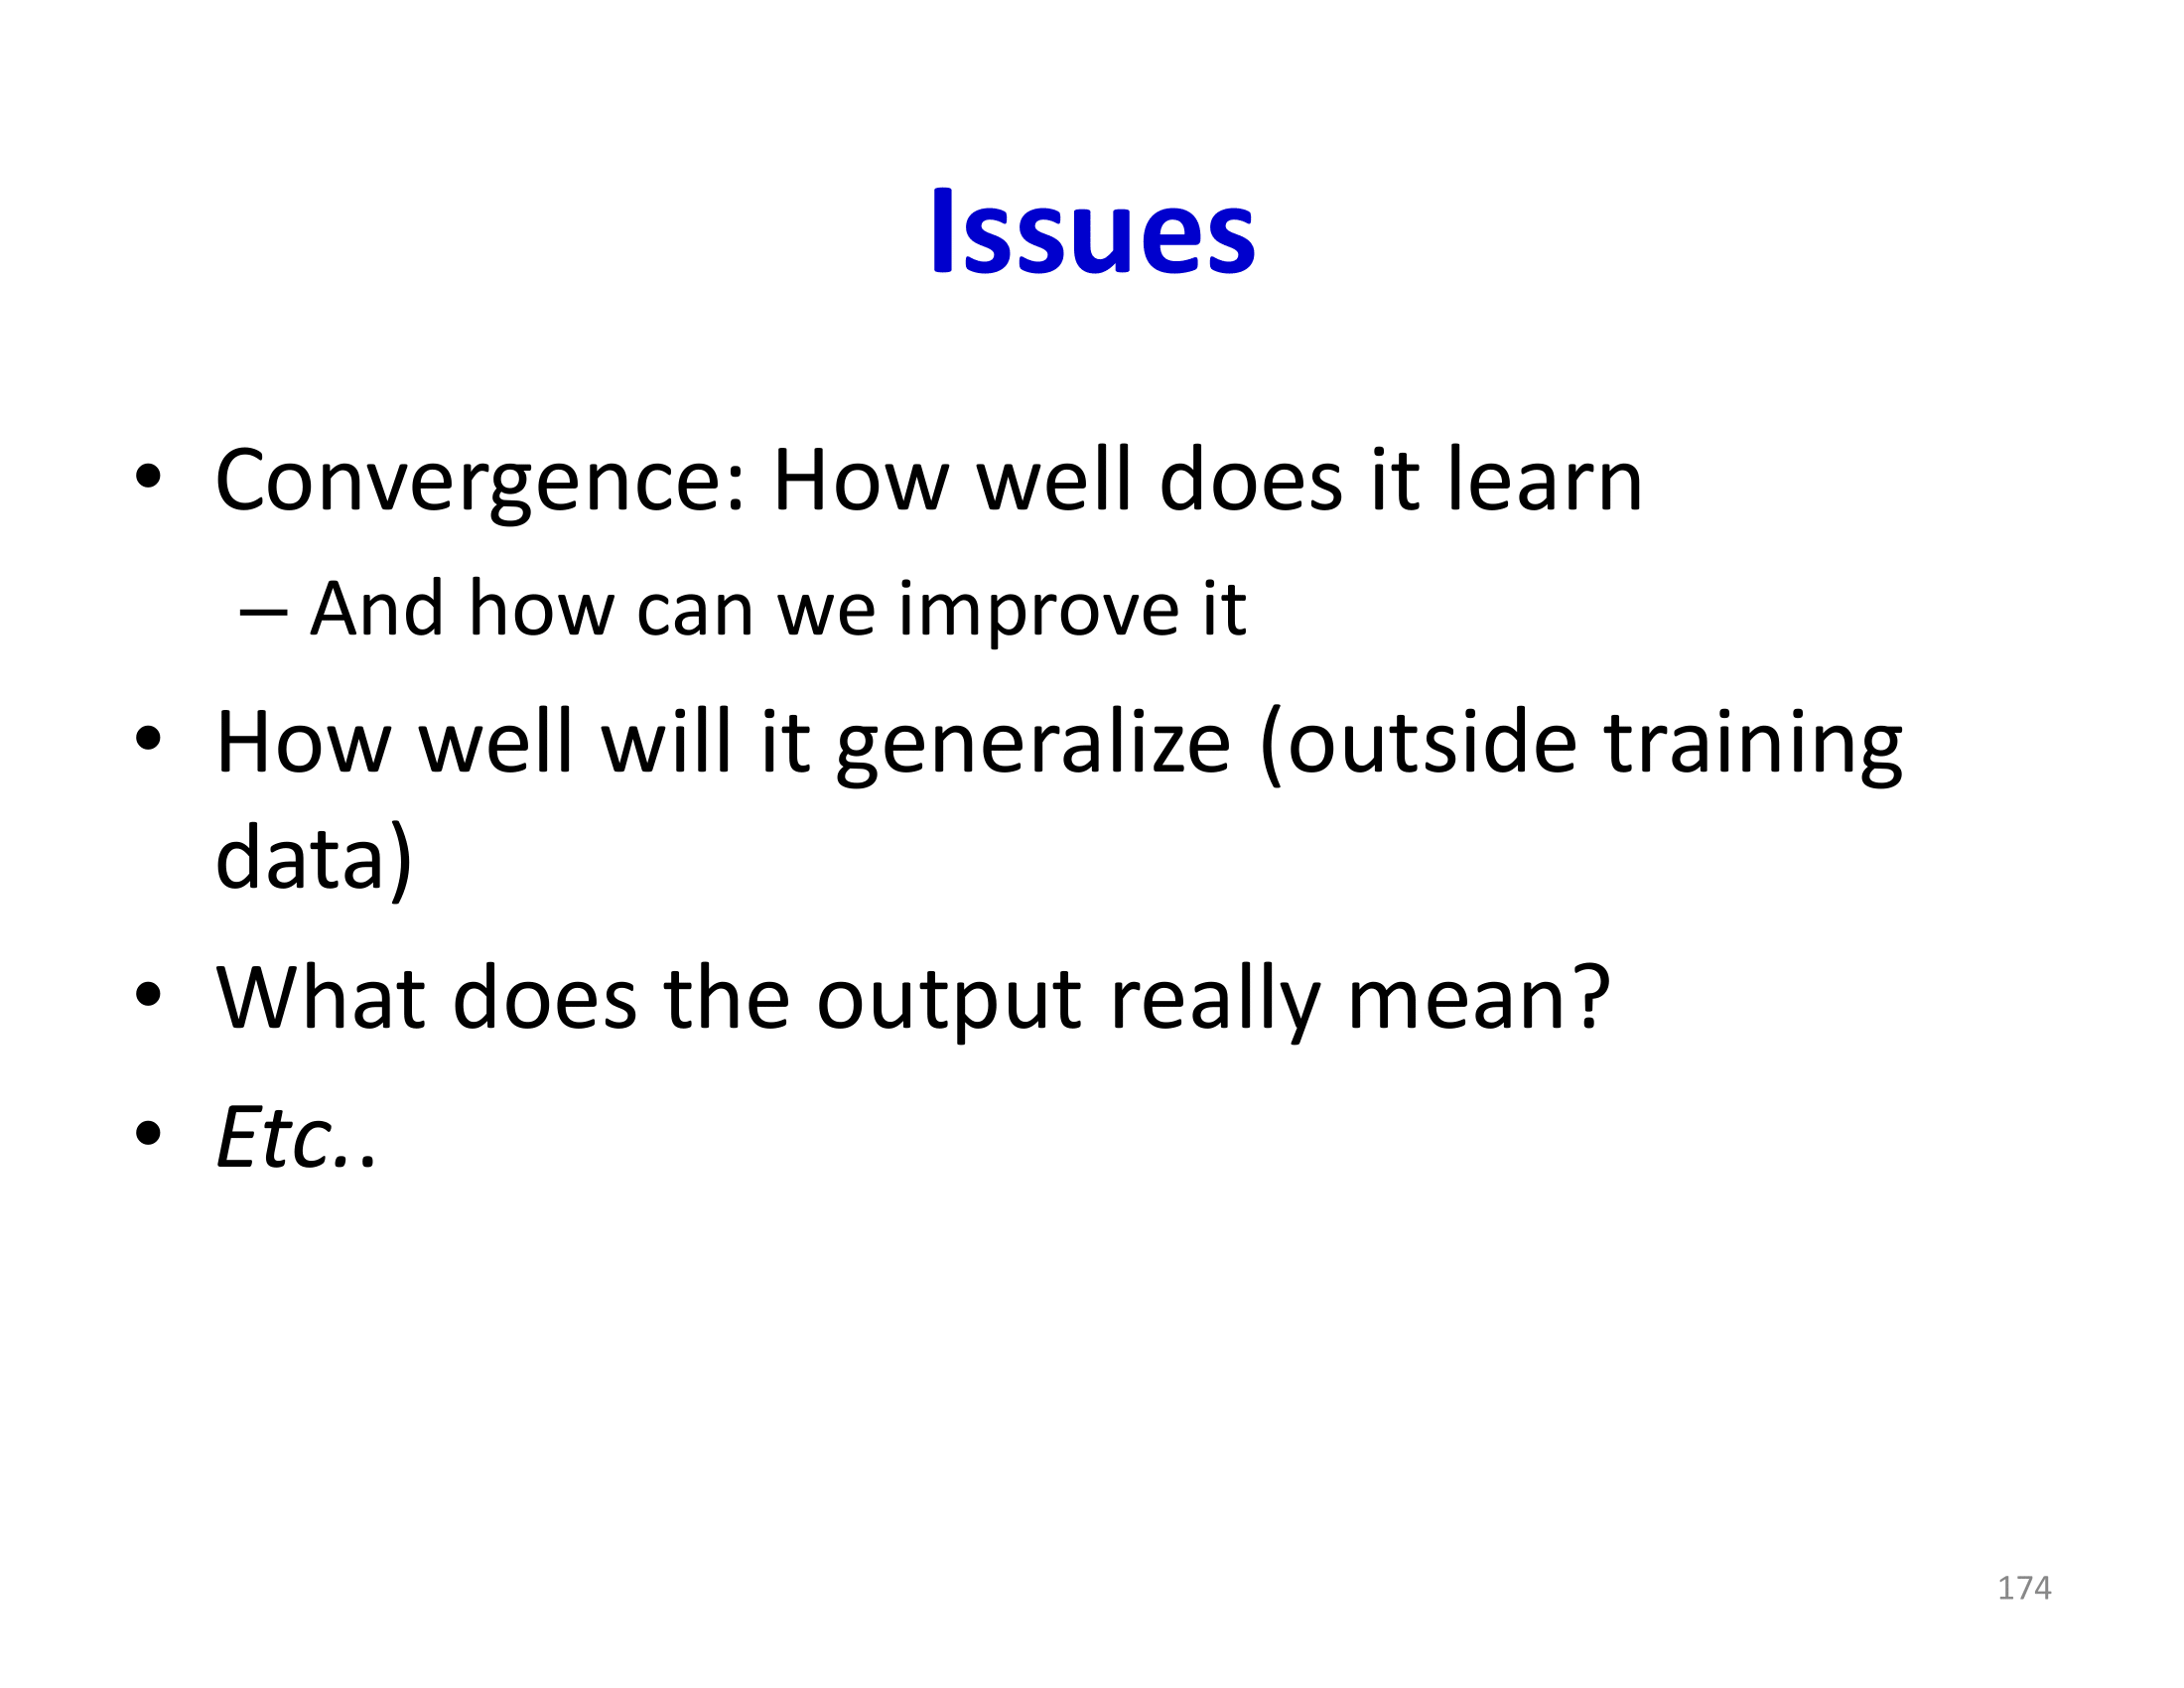 Issues
• Convergence: How well does it learn
– And how can we improve it
• How well will it generalize (outside training
data)
• What does the output really mean?
• Etc..
174